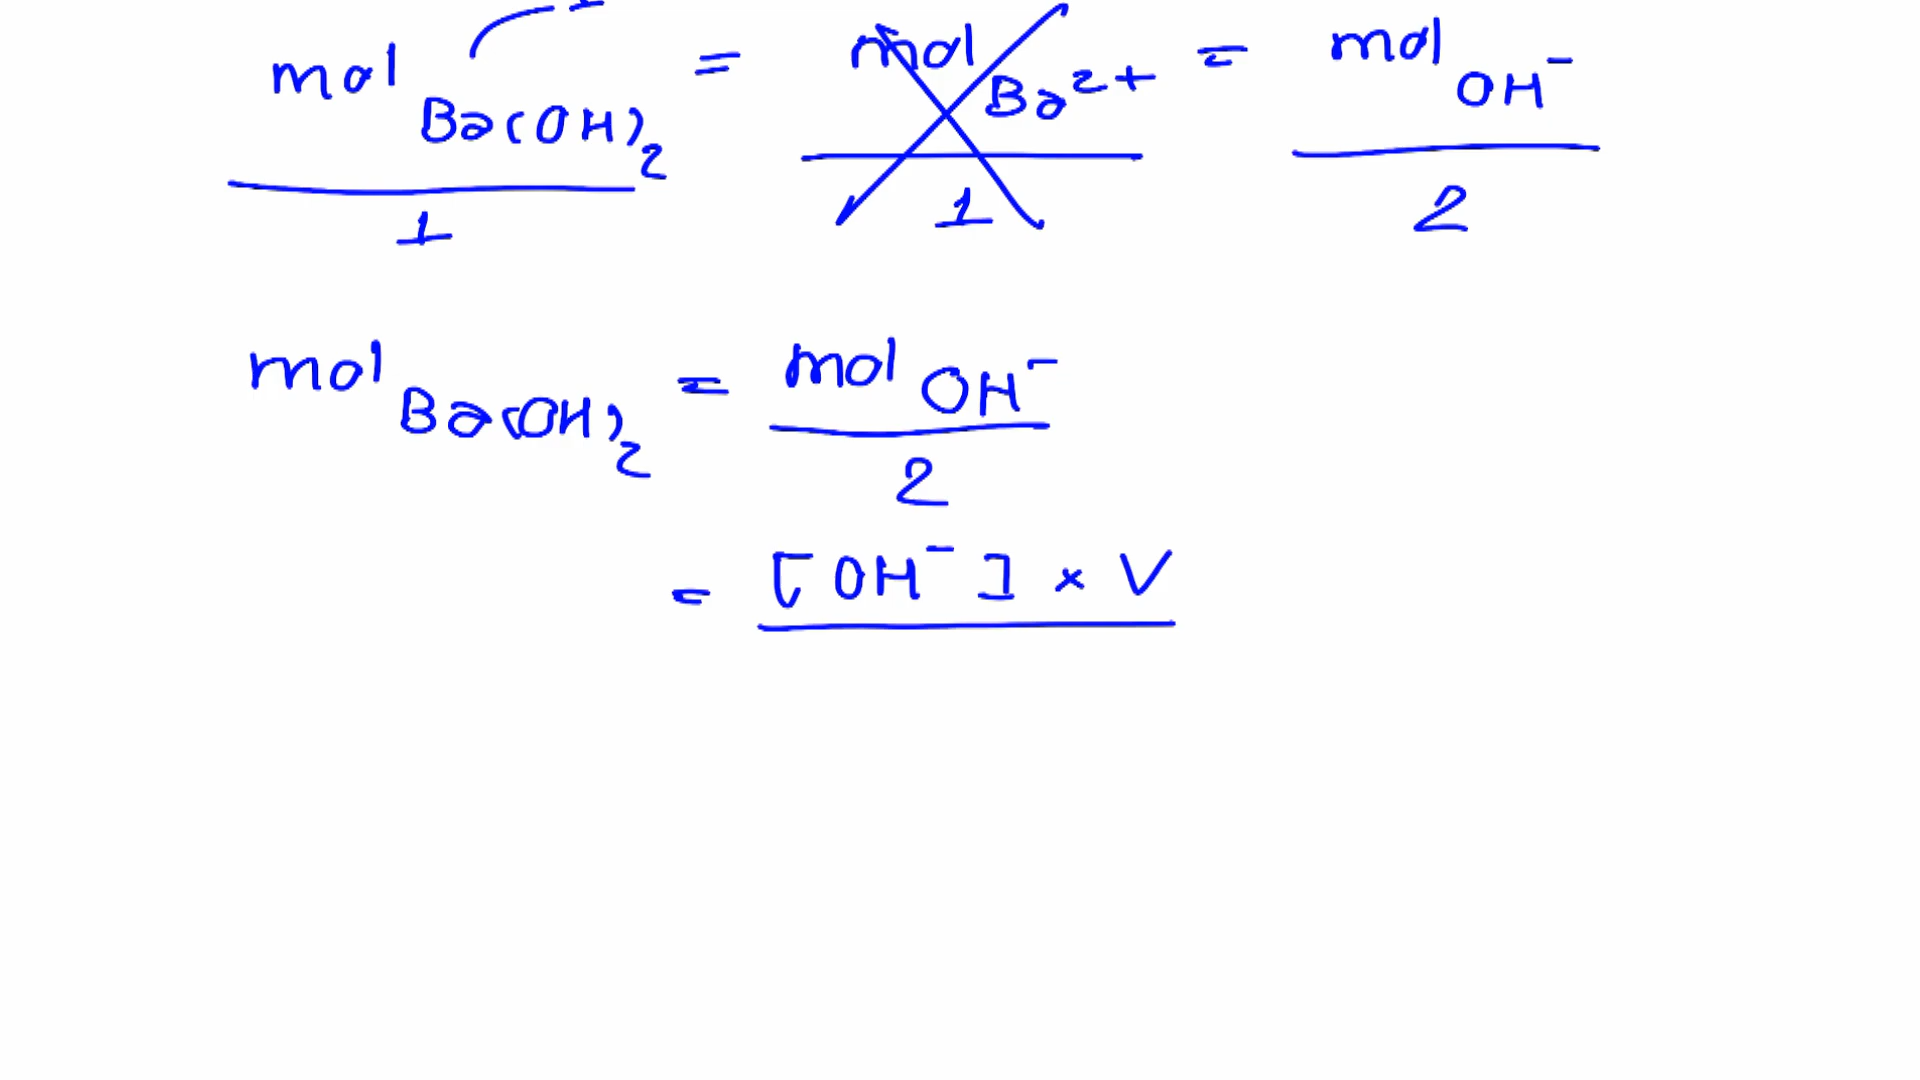 mol Ba(OH)2 / 1 = mol Ba2+ / 1 = mol OH- / 2
mol Ba(OH)2 = mol OH- / 2
= [OH-] × V